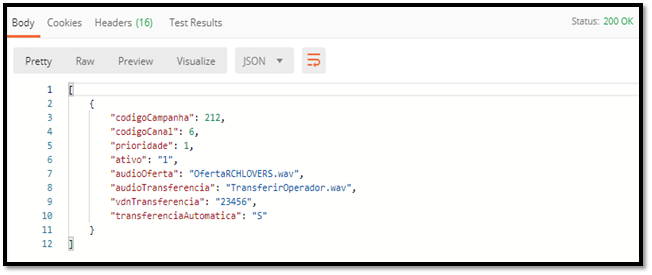 Body Cookies Headers (16) Test Results Status: 200 OK
Pretty Raw Preview Visualize JSON
1 [
2 {
3 "codigoCampanha": 212,
4 "codigoCanal": 6,
5 "prioridade": 1,
6 "ativo": "1",
7 "audioOferta": "OfertaRCHLOVERS.wav",
8 "audioTransferencia": "TransferirOperador.wav",
9 "vdnTransferencia": "23456",
10 "transferenciaAutomatica": "S"
11 }
12 ]